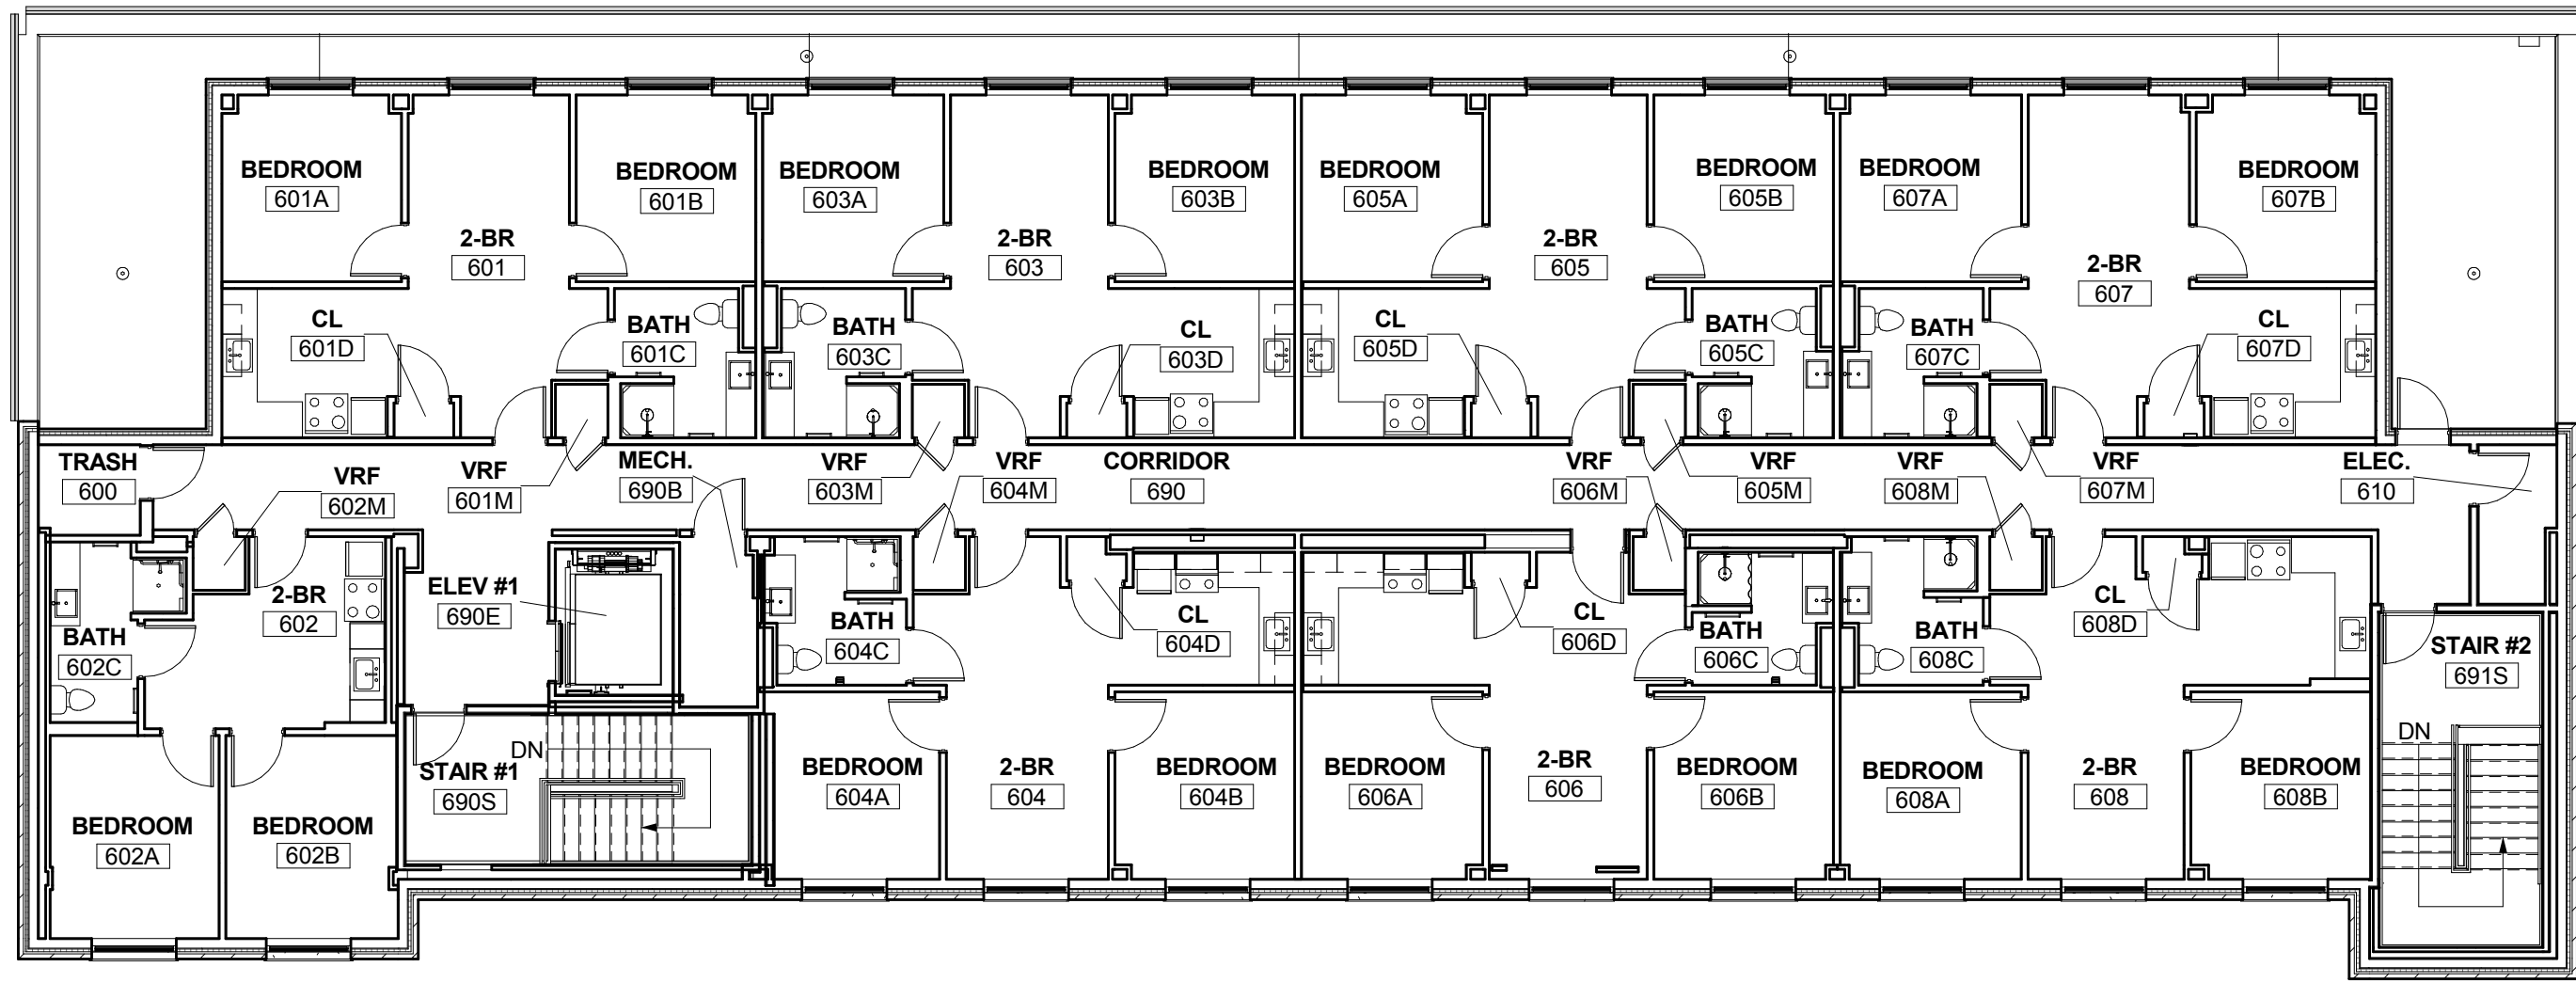 BEDROOM
601A
2-BR
601
BEDROOM
601B
BEDROOM
603A
2-BR
603
BEDROOM
603B
BEDROOM
605A
2-BR
605
BEDROOM
605B
BEDROOM
607A
2-BR
607
BEDROOM
607B
CL
601D
BATH
601C
BATH
603C
CL
603D
CL
605D
BATH
605C
BATH
607C
CL
607D
TRASH
600
VRF
602M
VRF
601M
MECH.
690B
VRF
603M
VRF
604M
CORRIDOR
690
VRF
606M
VRF
605M
VRF
608M
VRF
607M
ELEC.
610
BATH
602C
2-BR
602
ELEV #1
690E
BATH
604C
CL
604D
CL
606D
BATH
606C
BATH
608C
CL
608D
STAIR #2
691S
DN
BEDROOM
602A
BEDROOM
602B
STAIR #1
690S
DN
BEDROOM
604A
2-BR
604
BEDROOM
604B
BEDROOM
606A
2-BR
606
BEDROOM
606B
BEDROOM
608A
2-BR
608
BEDROOM
608B